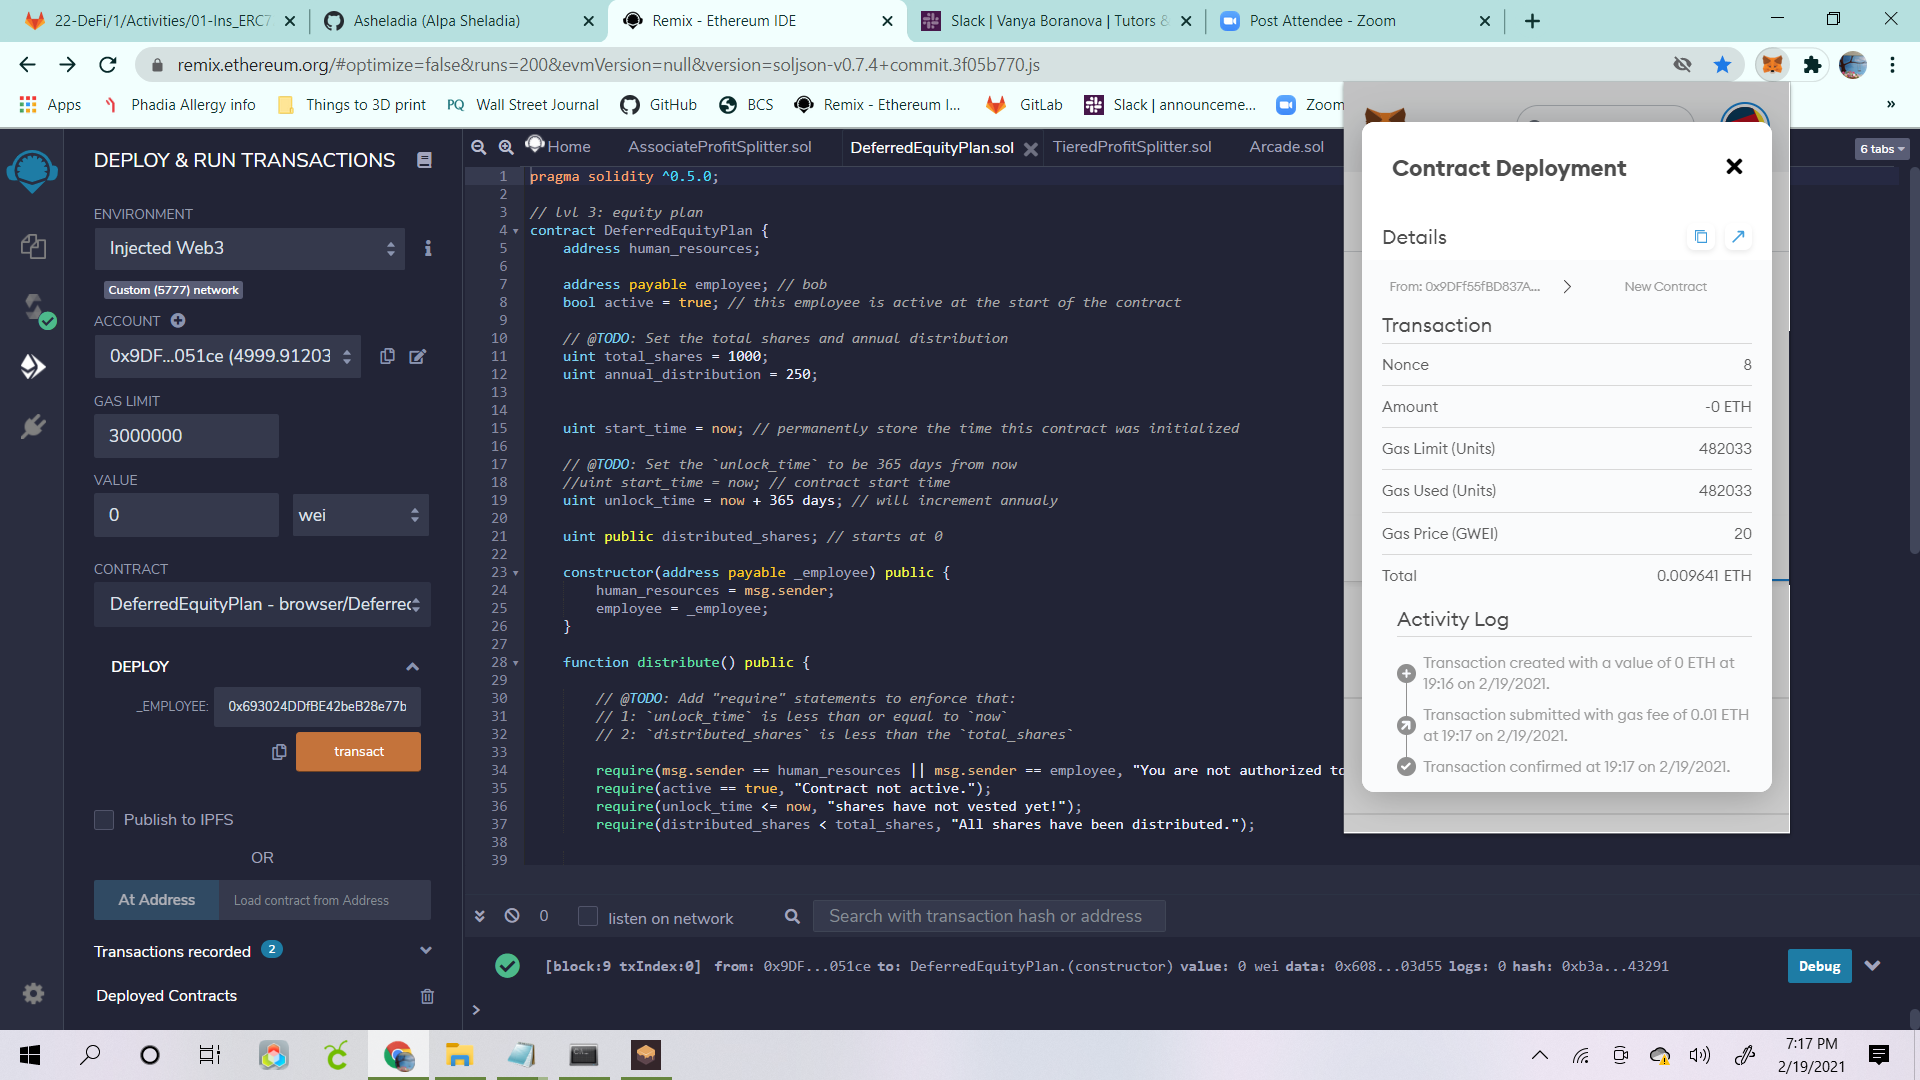 22-DeFi/1/Activities/01-Ins_ERC7
Asheladia (Alpa Sheladia)
Remix - Ethereum IDE
Slack | Vanya Boranova | Tutors &
Post Attendee - Zoom
remix.ethereum.org/#optimize=false&runs=200&evmVersion=null&version=soljson-v0.7.4+commit.3f05b770.js
Apps
Phadia Allergy info
Things to 3D print
PQ Wall Street Journal
GitHub
BCS
Remix - Ethereum I...
GitLab
Slack | announceme...
Zoom
»
DEPLOY & RUN TRANSACTIONS
ENVIRONMENT
Injected Web3
Custom (5777) network
ACCOUNT
0x9DF...051ce (4999.91203
GAS LIMIT
3000000
VALUE
0
wei
CONTRACT
DeferredEquityPlan - browser/Deferred
DEPLOY
_EMPLOYEE: 0x693024DDfBE42beB28e77b
transact
Publish to IPFS
OR
At Address
Load contract from Address
Transactions recorded 2
Deployed Contracts
Home
AssociateProfitSplitter.sol
DeferredEquityPlan.sol
TieredProfitSplitter.sol
Arcade.sol
6 tabs
1 pragma solidity ^0.5.0;
2
3 // lvl 3: equity plan
4 contract DeferredEquityPlan {
5 address human_resources;
6
7 address payable employee; // bob
8 bool active = true; // this employee is active at the start of the contract
9
10 // @TODO: Set the total shares and annual distribution
11 uint total_shares = 1000;
12 uint annual_distribution = 250;
13
14
15 uint start_time = now; // permanently store the time this contract was initialized
16
17 // @TODO: Set the `unlock_time` to be 365 days from now
18 //uint start_time = now; // contract start time
19 uint unlock_time = now + 365 days; // will increment annualy
20
21 uint public distributed_shares; // starts at 0
22
23 constructor(address payable _employee) public {
24 human_resources = msg.sender;
25 employee = _employee;
26 }
27
28 function distribute() public {
29
30 // @TODO: Add "require" statements to enforce that:
31 // 1: `unlock_time` is less than or equal to `now`
32 // 2: `distributed_shares` is less than the `total_shares`
33
34 require(msg.sender == human_resources || msg.sender == employee, "You are not authorized to
35 require(active == true, "Contract not active.");
36 require(unlock_time <= now, "shares have not vested yet!");
37 require(distributed_shares < total_shares, "All shares have been distributed.");
38
39
0
listen on network
Search with transaction hash or address
[block:9 txIndex:0] from: 0x9DF...051ce to: DeferredEquityPlan.(constructor) value: 0 wei data: 0x608...03d55 logs: 0 hash: 0xb3a...43291
Debug
>
Contract Deployment
Details
From: 0x9DFf55fBD837A...
New Contract
Transaction
Nonce 8
Amount -0 ETH
Gas Limit (Units) 482033
Gas Used (Units) 482033
Gas Price (GWEI) 20
Total 0.009641 ETH
Activity Log
Transaction created with a value of 0 ETH at
19:16 on 2/19/2021.
Transaction submitted with gas fee of 0.01 ETH
at 19:17 on 2/19/2021.
Transaction confirmed at 19:17 on 2/19/2021.
7:17 PM
2/19/2021